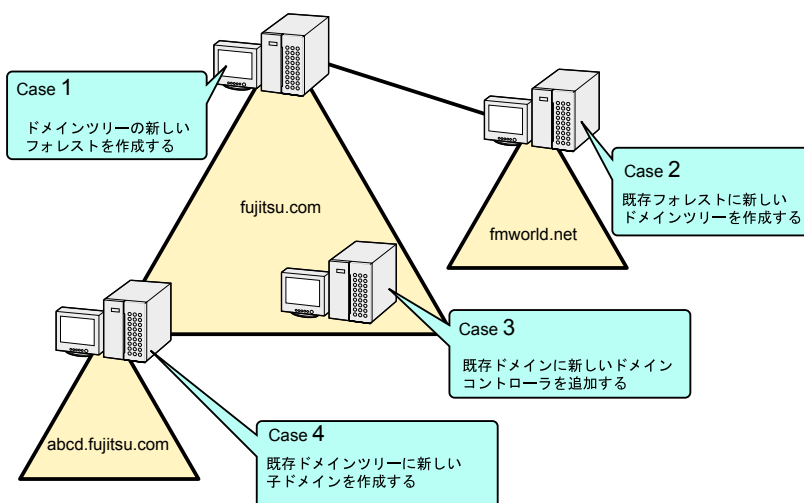 Case 1
ドメインツリーの新しい
フォレストを作成する
Case 2
既存フォレストに新しい
ドメインツリーを作成する
fujitsu.com
fmworld.net
Case 3
既存ドメインに新しいドメイン
コントローラを追加する
abcd.fujitsu.com
Case 4
既存ドメインツリーに新しい
子ドメインを作成する